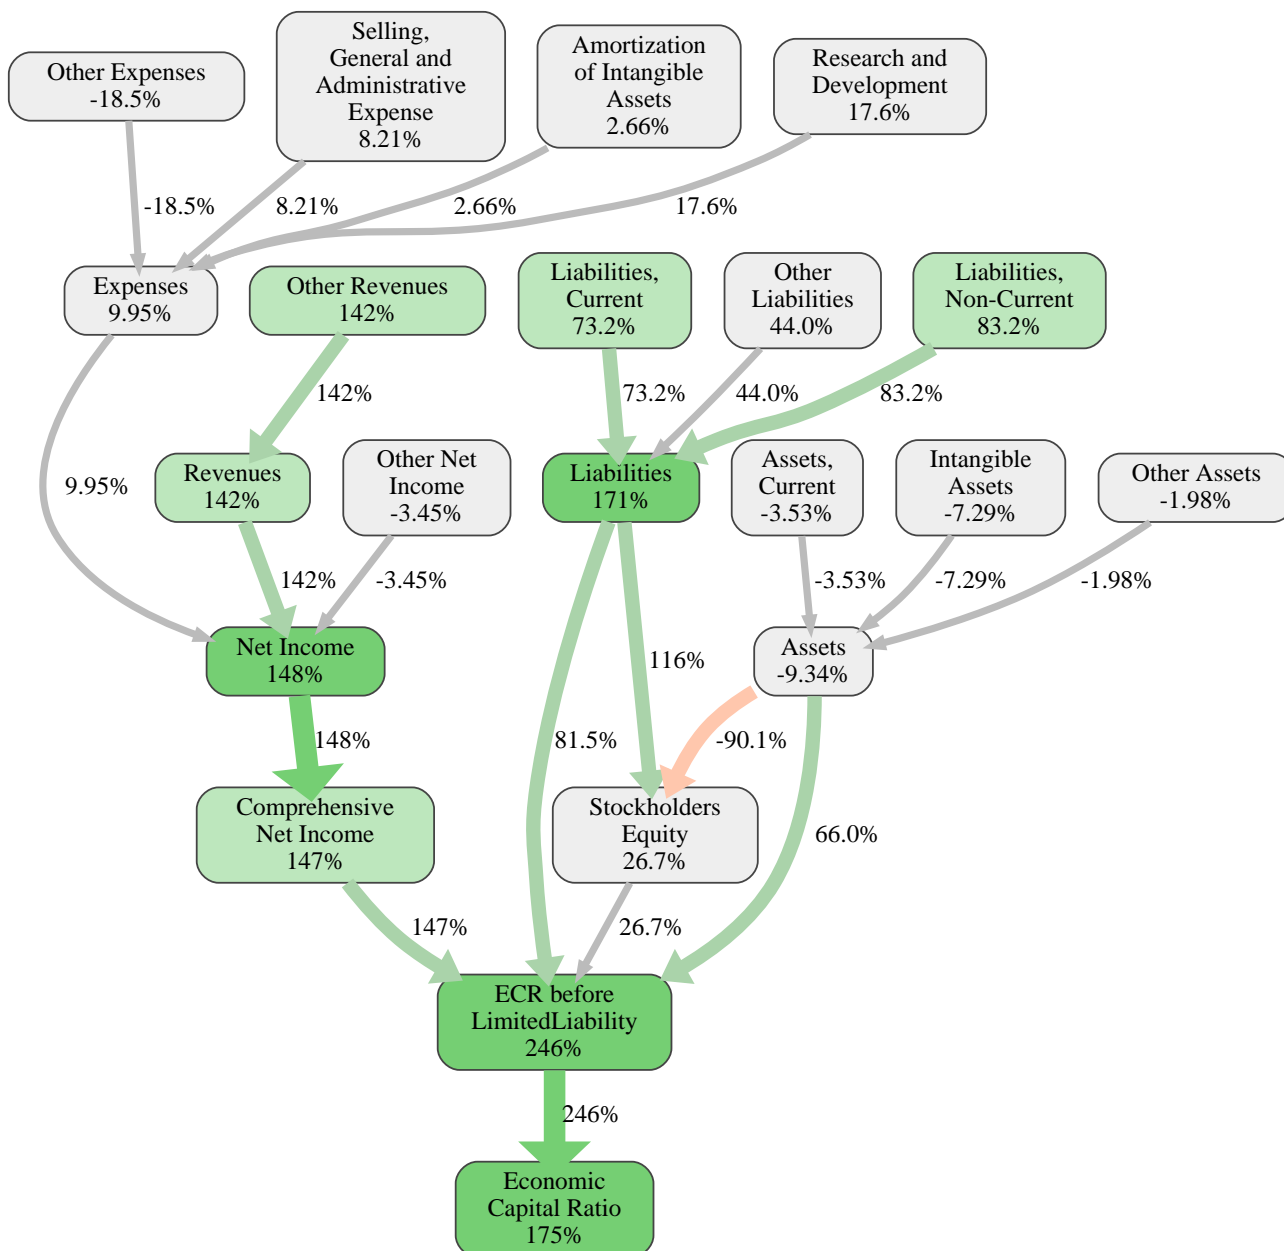 Other Expenses
-18.5%
Selling,
General and
Administrative
Expense
8.21%
Amortization
of Intangible
Assets
2.66%
Research and
Development
17.6%
-18.5%
8.21%
2.66%
17.6%
Expenses
9.95%
Other Revenues
142%
Liabilities,
Current
73.2%
Other
Liabilities
44.0%
Liabilities,
Non-Current
83.2%
142%
73.2%
44.0%
83.2%
9.95%
Revenues
142%
Other Net
Income
-3.45%
Liabilities
171%
Assets,
Current
-3.53%
Intangible
Assets
-7.29%
Other Assets
-1.98%
142%
-3.45%
-3.53%
-7.29%
-1.98%
Net Income
148%
116%
Assets
-9.34%
148%
81.5%
-90.1%
66.0%
Comprehensive
Net Income
147%
Stockholders
Equity
26.7%
147%
26.7%
ECR before
LimitedLiability
246%
246%
Economic
Capital Ratio
175%